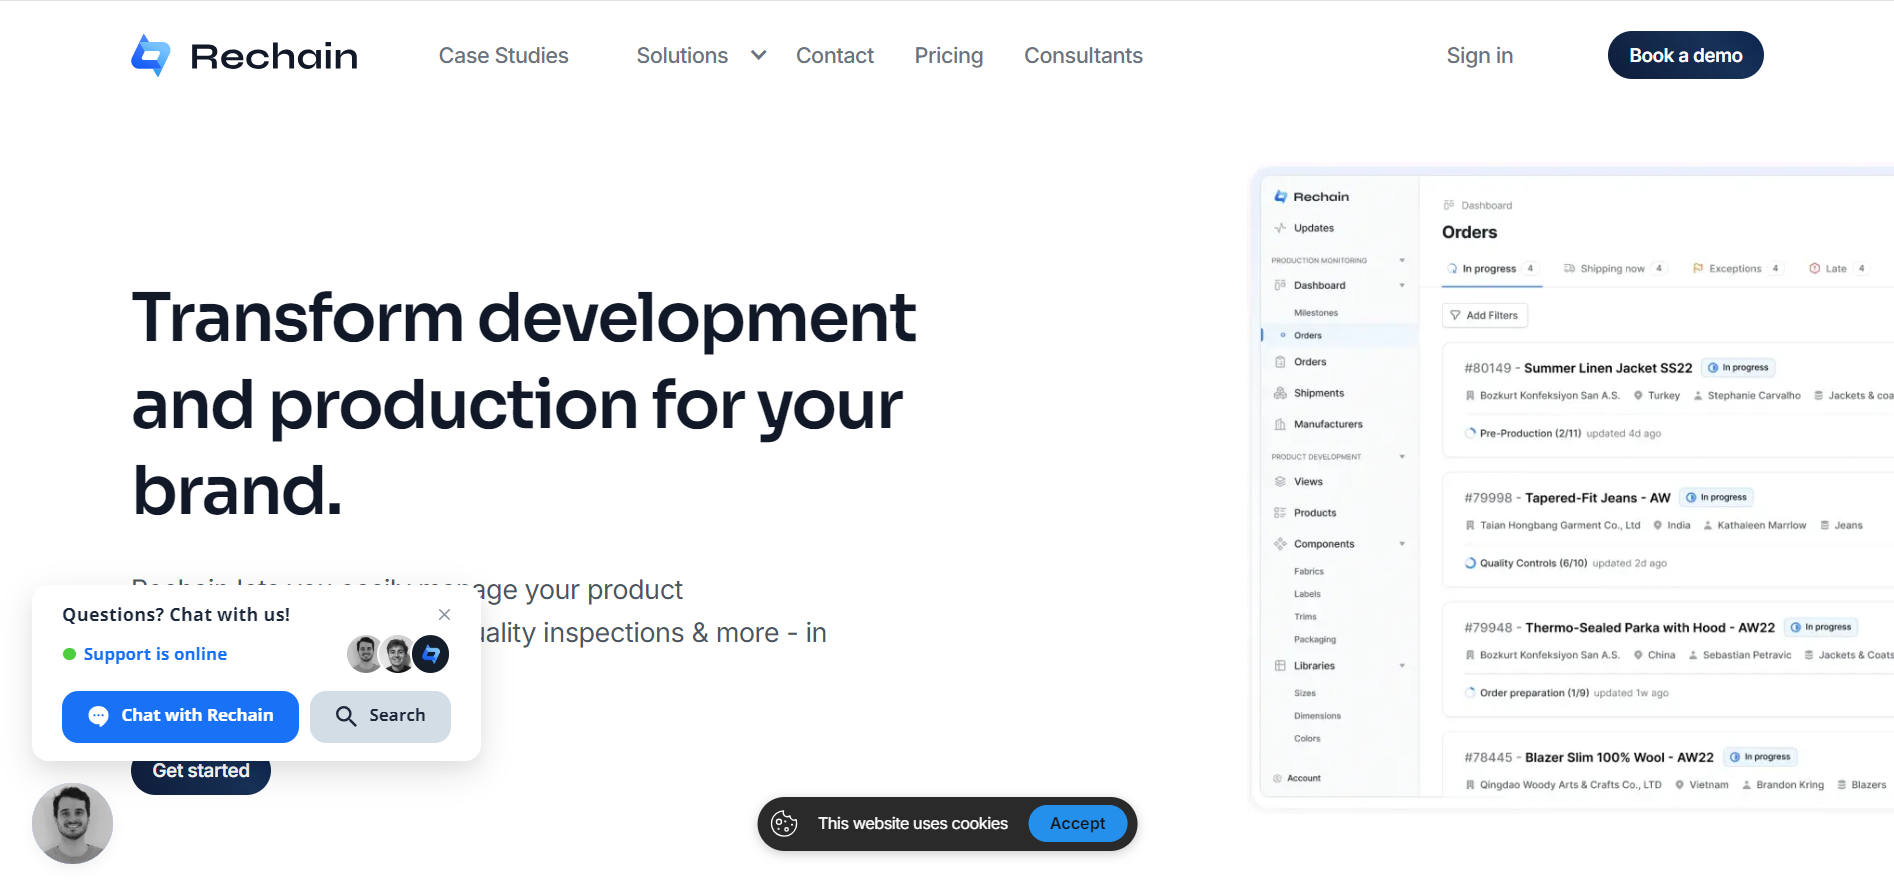 Rechain
Case Studies Solutions Contact Pricing Consultants Sign in Book a demo
Transform development
and production for your
brand.
manage your product
quality inspections & more - in
Get started
Questions? Chat with us!
Support is online
Chat with Rechain Search
This website uses cookies Accept
Rechain
Updates
PRODUCTION MONITORING
Dashboard
Milestones
Orders
Orders
Shipments
Manufacturers
PRODUCT DEVELOPMENT
Views
Products
Components
Fabrics
Labels
Trims
Packaging
Libraries
Sizes
Dimensions
Colors
Account
Dashboard
Orders
In progress 4 Shipping now 4 Exceptions 4 Late 4
Add Filters
#80149 - Summer Linen Jacket SS22 In progress
Bozkurt Konfeksiyon San A.S. Turkey Stephanie Carvalho Jackets & coa
Pre-Production (2/11) updated 4d ago
#79998 - Tapered-Fit Jeans - AW In progress
Taian Hongbang Garment Co., Ltd India Kathaleen Marrlow Jeans
Quality Controls (6/10) updated 2d ago
#79948 - Thermo-Sealed Parka with Hood - AW22 In progress
Bozkurt Konfeksiyon San A.S. China Sebastian Petravic Jackets & Coats
Order preparation (1/9) updated 1w ago
#78445 - Blazer Slim 100% Wool - AW22 In progress
Qingdao Woody Arts & Crafts Co., LTD Vietnam Brandon Kring Blazers